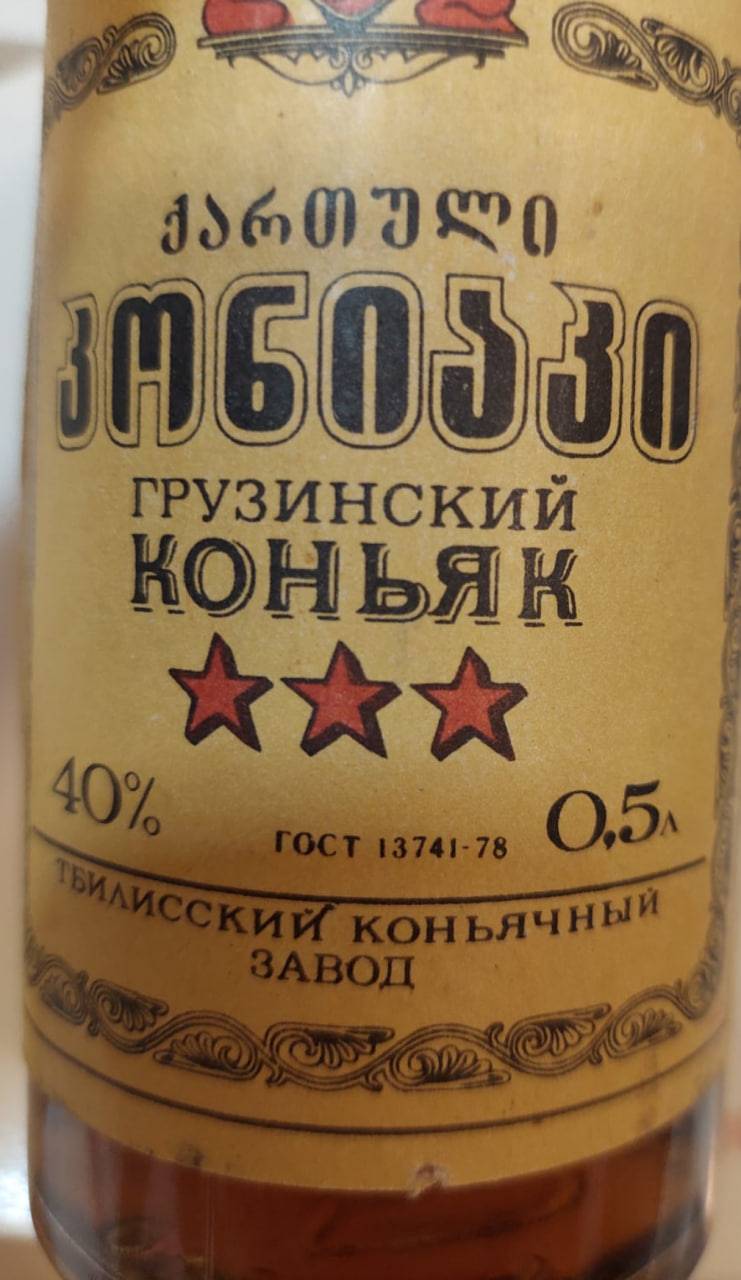 ქართული
კონიაკი
ГРУЗИНСКИЙ
КОНЬЯК
40%
ГОСТ 13741-78
0,5л
ТБИЛИССКИЙ КОНЬЯЧНЫЙ
ЗАВОД